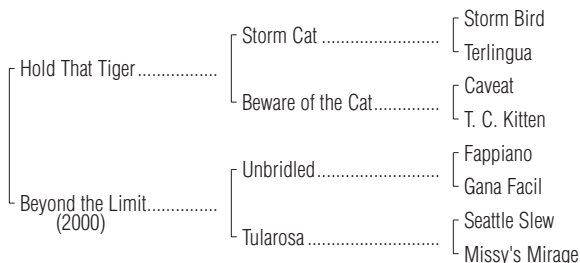 Storm Bird
Storm Cat ..............................
Terlingua
Hold That Tiger....................
Caveat
Beware of the Cat.................
T. C. Kitten
Fappiano
Unbridled................................
Gana Facil
Beyond the Limit..................
(2000)
Seattle Slew
Tularosa ..................................
Missy's Mirage